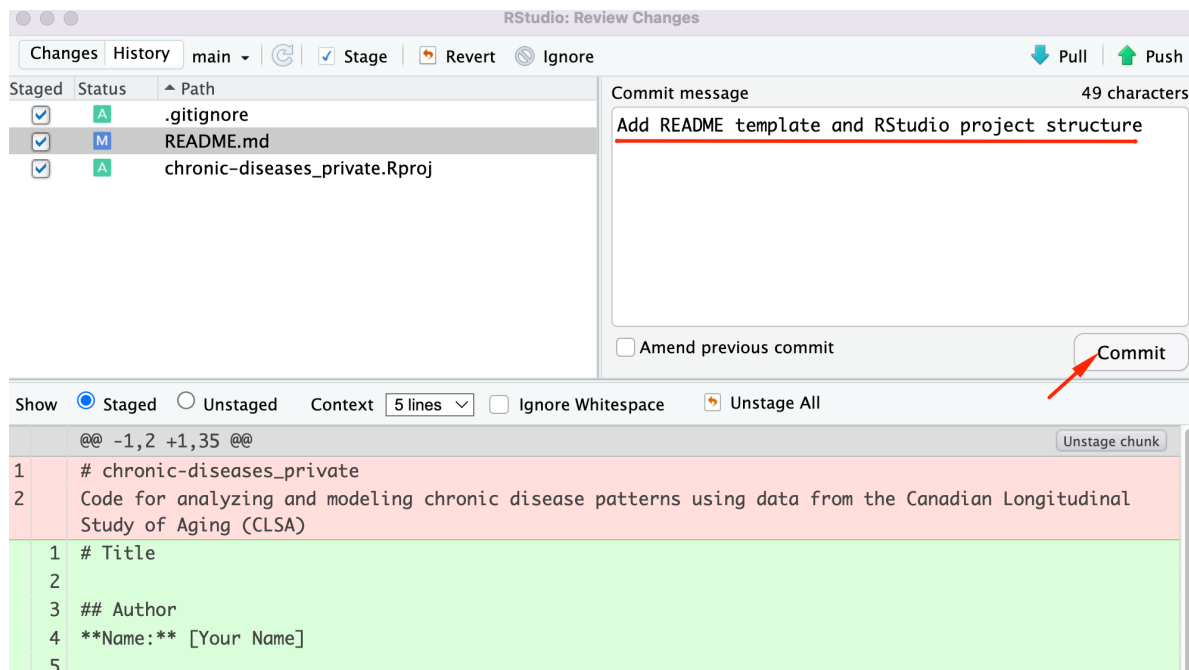 RStudio: Review Changes
Changes History main Stage Revert Ignore Pull Push
Staged Status Path
A .gitignore
M README.md
A chronic-diseases_private.Rproj
Commit message 49 characters
Add README template and RStudio project structure
Amend previous commit
Commit
Show Staged Unstaged Context 5 lines Ignore Whitespace Unstage All
@@ -1,2 +1,35 @@ Unstage chunk
1 # chronic-diseases_private
2 Code for analyzing and modeling chronic disease patterns using data from the Canadian Longitudinal
Study of Aging (CLSA)
1 # Title
2
3 ## Author
4 **Name:** [Your Name]
5